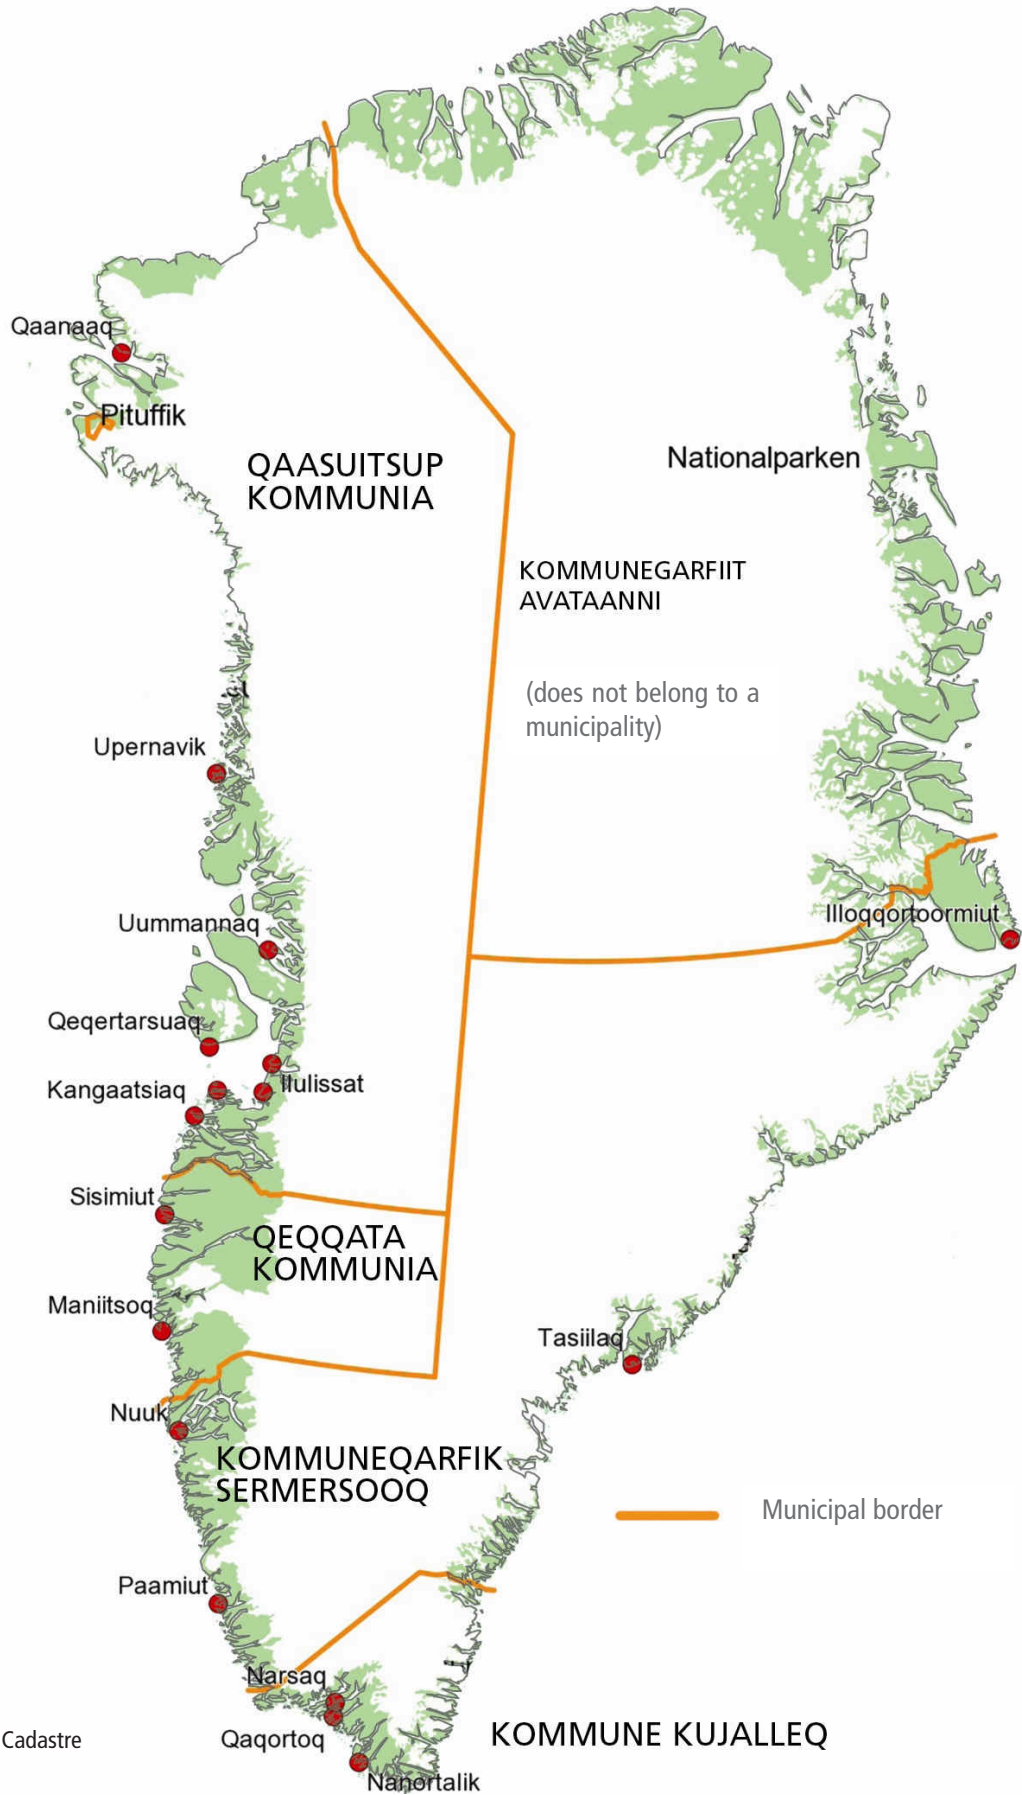 Qaanaaq
Pituffik
QAASUITSUP
KOMMUNIA
Nationalparken
KOMMUNEGARFIIT
AVATAANNI
(does not belong to a
municipality)
Upernavik
Uummannaq
Illoqqortoormiut
Qeqertarsuaq
Kangaatsiaq
Ilulissat
Sisimiut
QEQQATA
KOMMUNIA
Maniitsoq
Tasiilaq
Nuuk
KOMMUNEQARFIK
SERMERSOOQ
Municipal border
Paamiut
Narsaq
Qaqortoq
KOMMUNE KUJALLEQ
Cadastre
Nanortalik